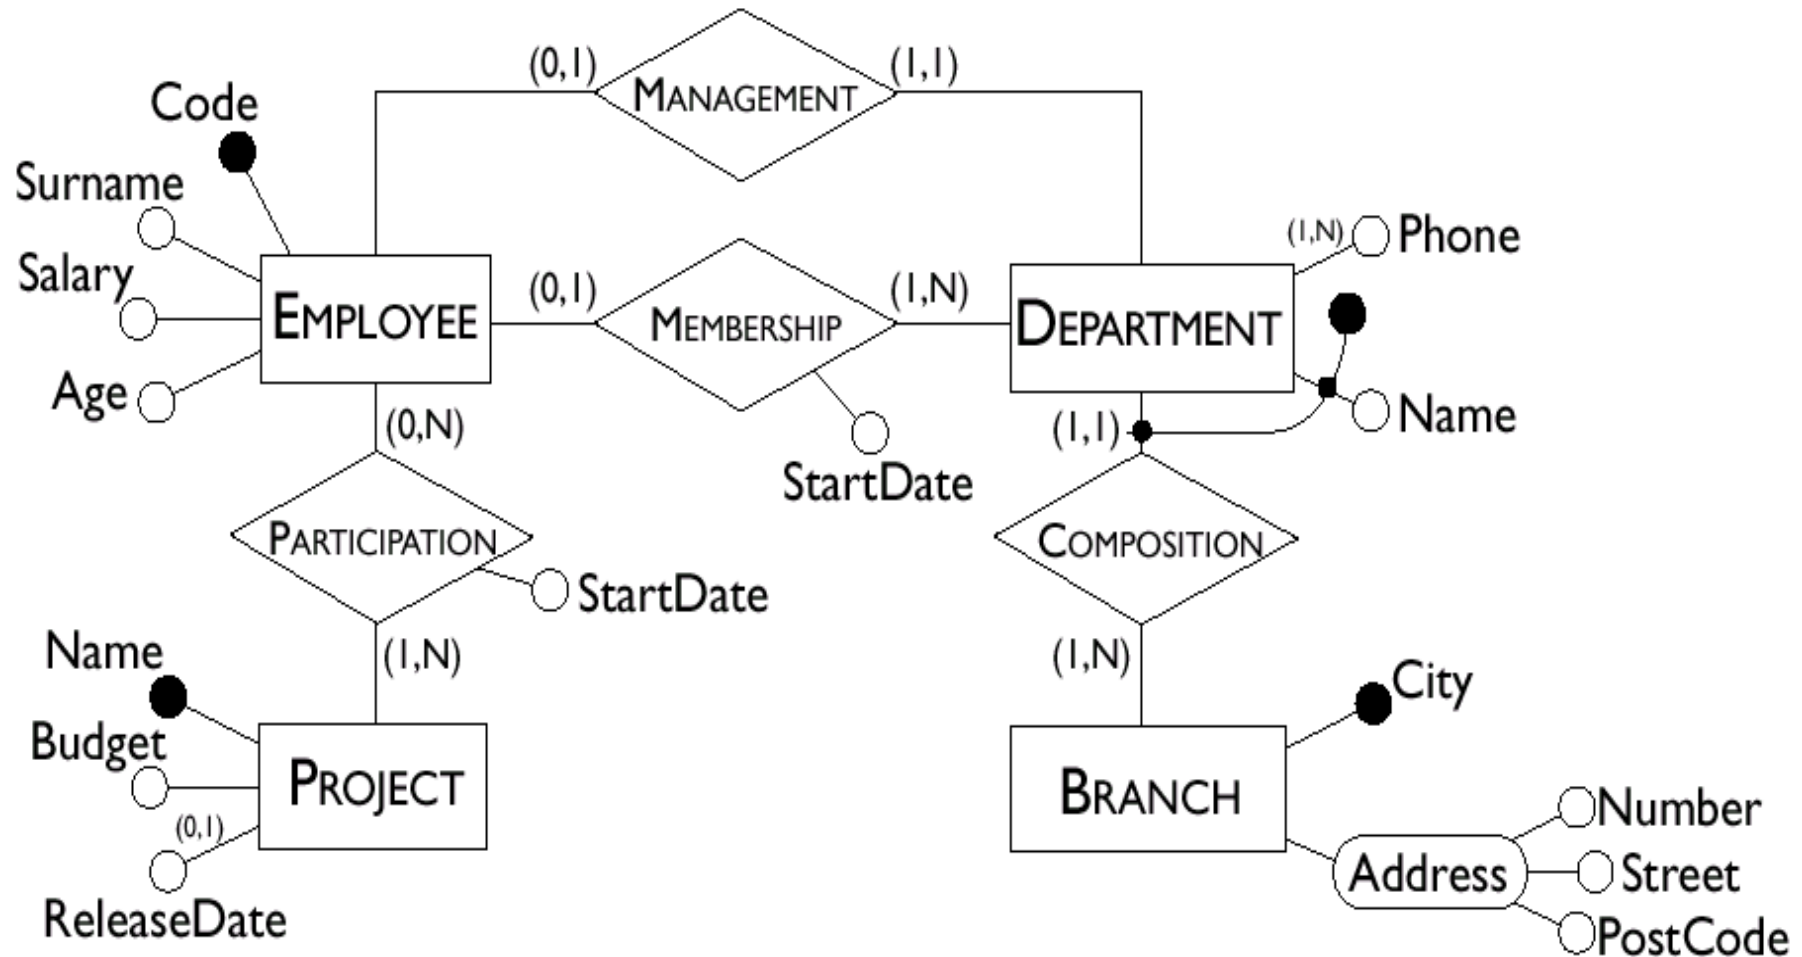 (0,1)
MANAGEMENT
(1,1)
Code
Surname
Salary
Age
EMPLOYEE
(0,1)
MEMBERSHIP
(1,N)
StartDate
DEPARTMENT
(1,N)
Phone
Name
(0,N)
PARTICIPATION
StartDate
(1,N)
(1,1)
COMPOSITION
(1,N)
Name
Budget
(0,1)
ReleaseDate
PROJECT
BRANCH
City
Address
Number
Street
PostCode